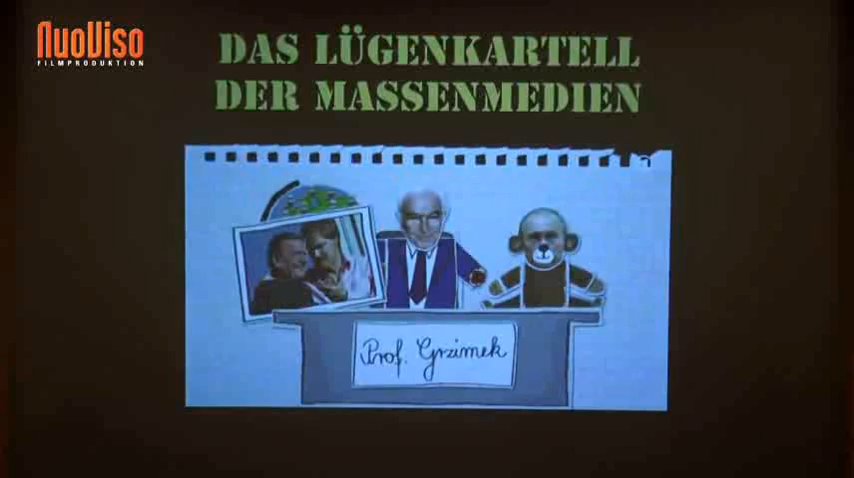 NuoViso
FILMPRODUKTION
DAS LÜGENKARTELL
DER MASSENMEDIEN
Prof. Grzimek